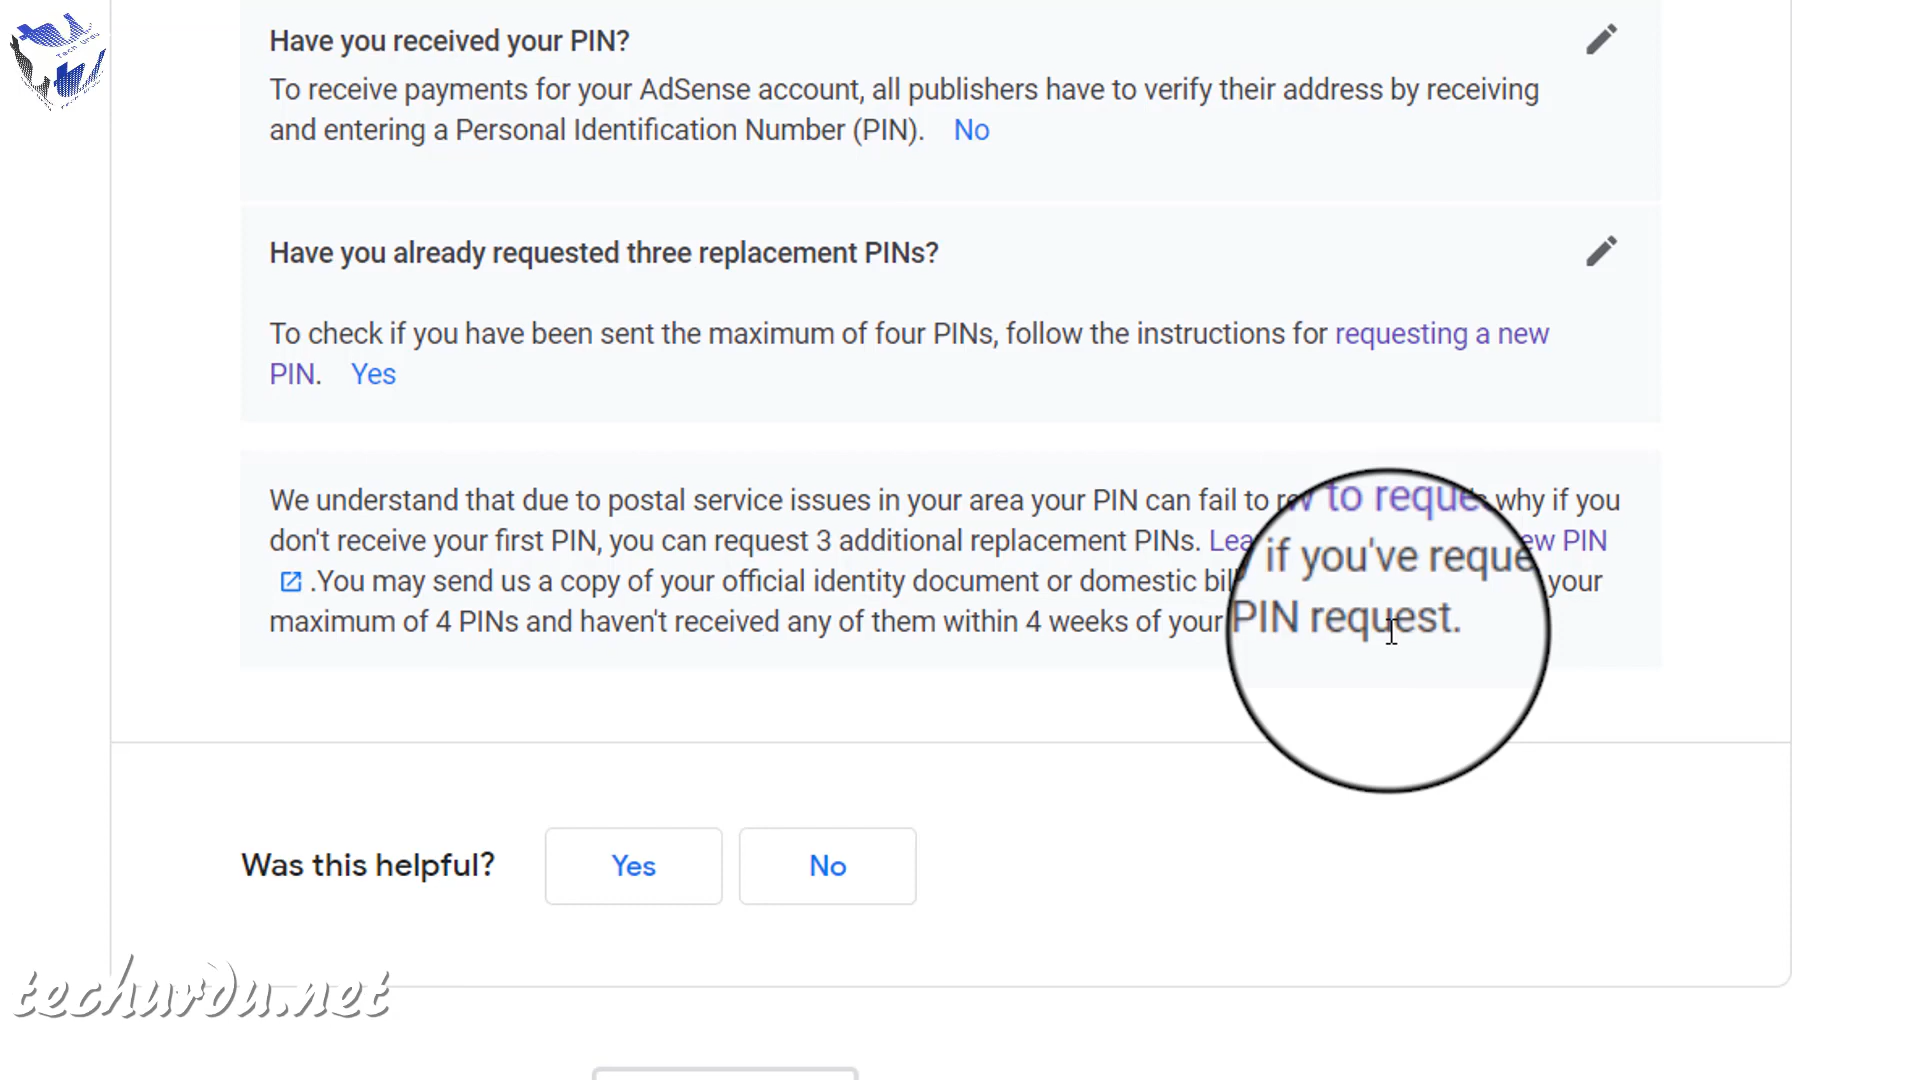 Tech Urdu
Have you received your PIN?
To receive payments for your AdSense account, all publishers have to verify their address by receiving
and entering a Personal Identification Number (PIN). No
Have you already requested three replacement PINs?
To check if you have been sent the maximum of four PINs, follow the instructions for requesting a new
PIN. Yes
We understand that due to postal service issues in your area your PIN can fail to to reque why if you
don't receive your first PIN, you can request 3 additional replacement PINs. if you've reque PIN
.You may send us a copy of your official identity document or domestic your
maximum of 4 PINs and haven't received any of them within 4 weeks of your PIN request.
Was this helpful? Yes No
techurdu.net